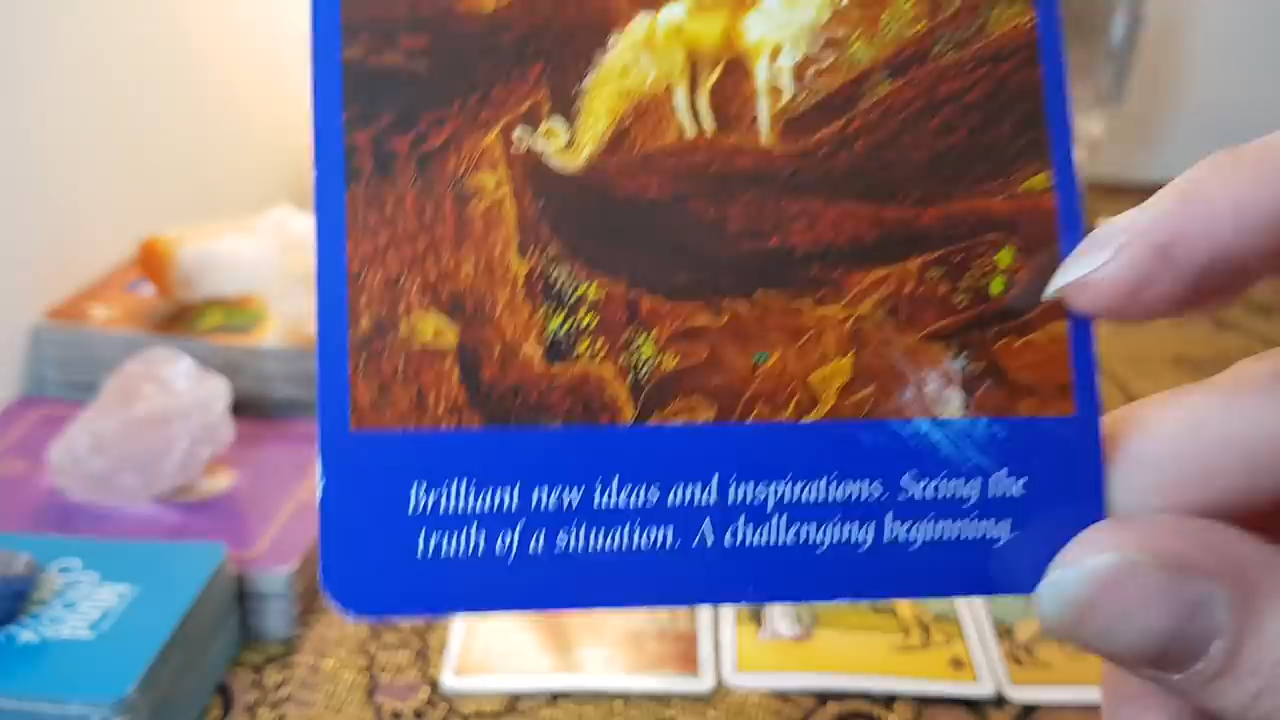 Brilliant new ideas and inspirations. Seeing the
truth of a situation. A challenging beginning.